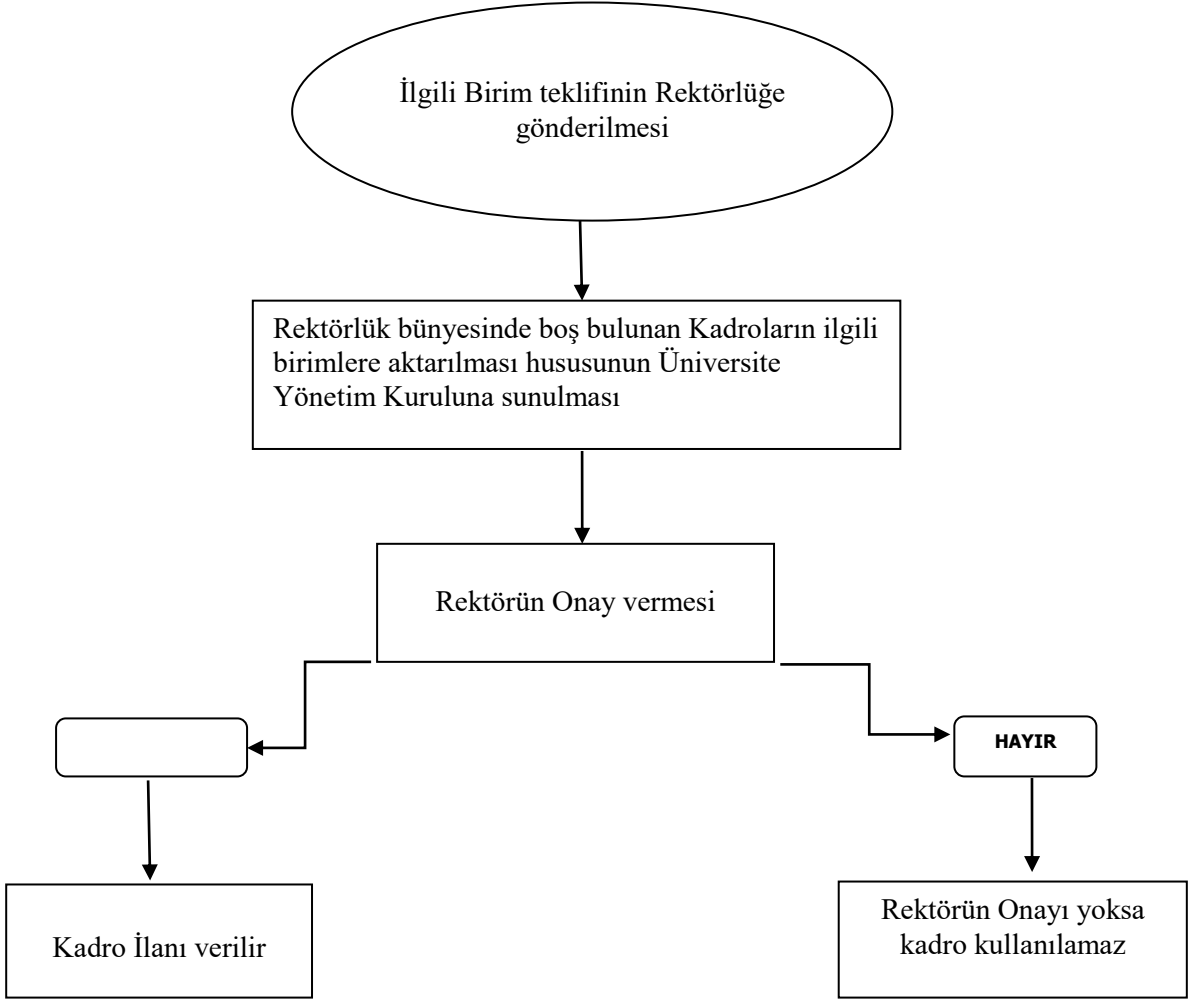 İlgili Birim teklifinin Rektörlüğe
gönderilmesi
Rektörlük bünyesinde boş bulunan Kadroların ilgili
birimlere aktarılması hususunun Üniversite
Yönetim Kuruluna sunulması
Rektörün Onay vermesi
HAYIR
Kadro İlanı verilir
Rektörün Onayı yoksa
kadro kullanılamaz